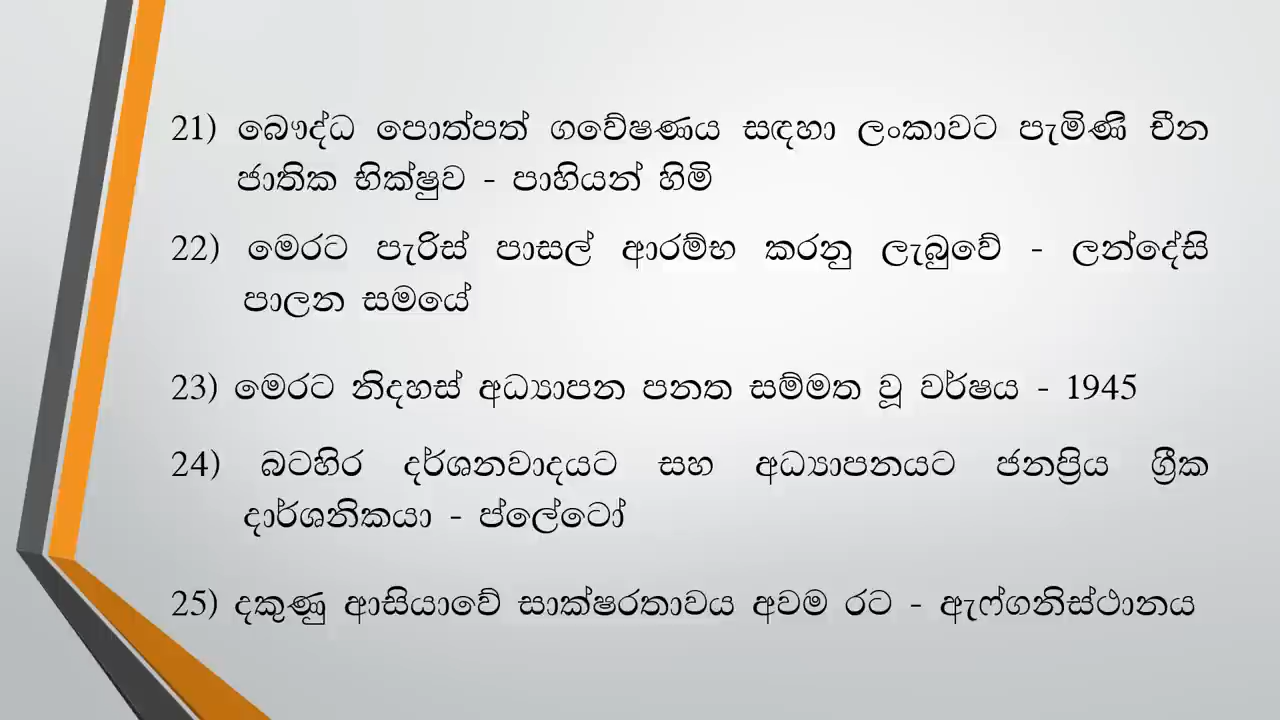 21) බෞද්ධ පොත්පත් ගවේෂණය සඳහා ලංකාවට පැමිණි චීන
ජාතික භික්ෂුව - පාහියන් හිමි
22) මෙරට පැරිස් පාසල් ආරම්භ කරනු ලැබුවේ - ලන්දේසි
පාලන සමයේ
23) මෙරට නිදහස් අධ්‍යාපන පනත සම්මත වූ වර්ෂය - 1945
24) බටහිර දර්ශනවාදයට සහ අධ්‍යාපනයට ජනප්‍රිය ග්‍රීක
දාර්ශනිකයා - ප්ලේටෝ
25) දකුණු ආසියාවේ සාක්ෂරතාවය අවම රට - ඇෆ්ගනිස්ථානය